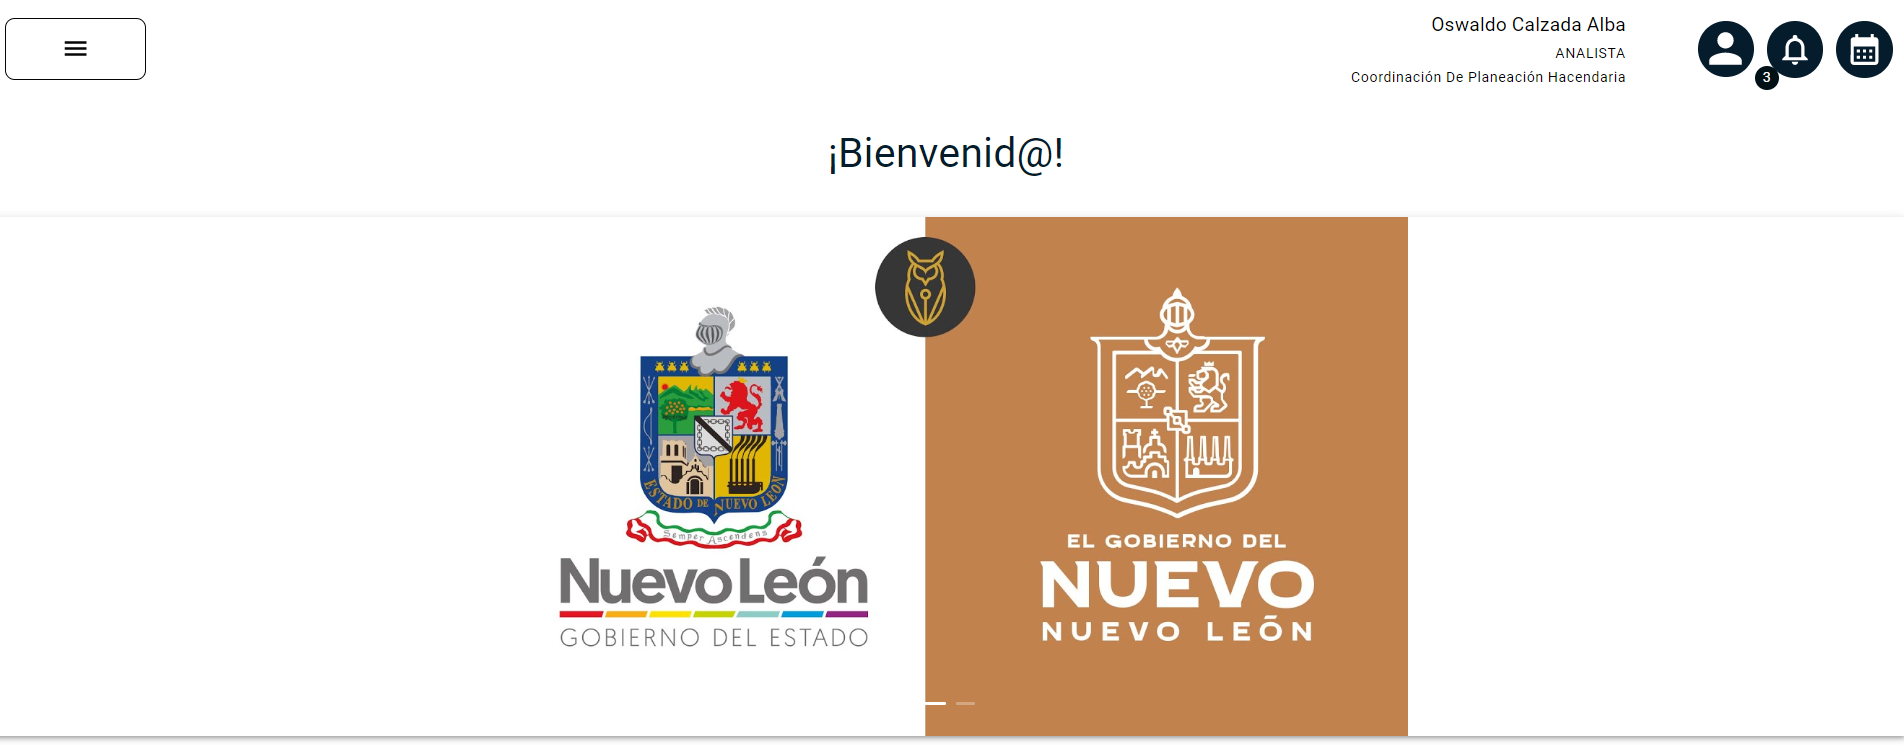 Oswaldo Calzada Alba
ANALISTA
Coordinación De Planeación Hacendaria
3
¡Bienvenid@!
ESTADO DE NUEVO LEÓN
Semper Ascendens
Nuevo León
GOBIERNO DEL ESTADO
EL GOBIERNO DEL
NUEVO
NUEVO LEÓN